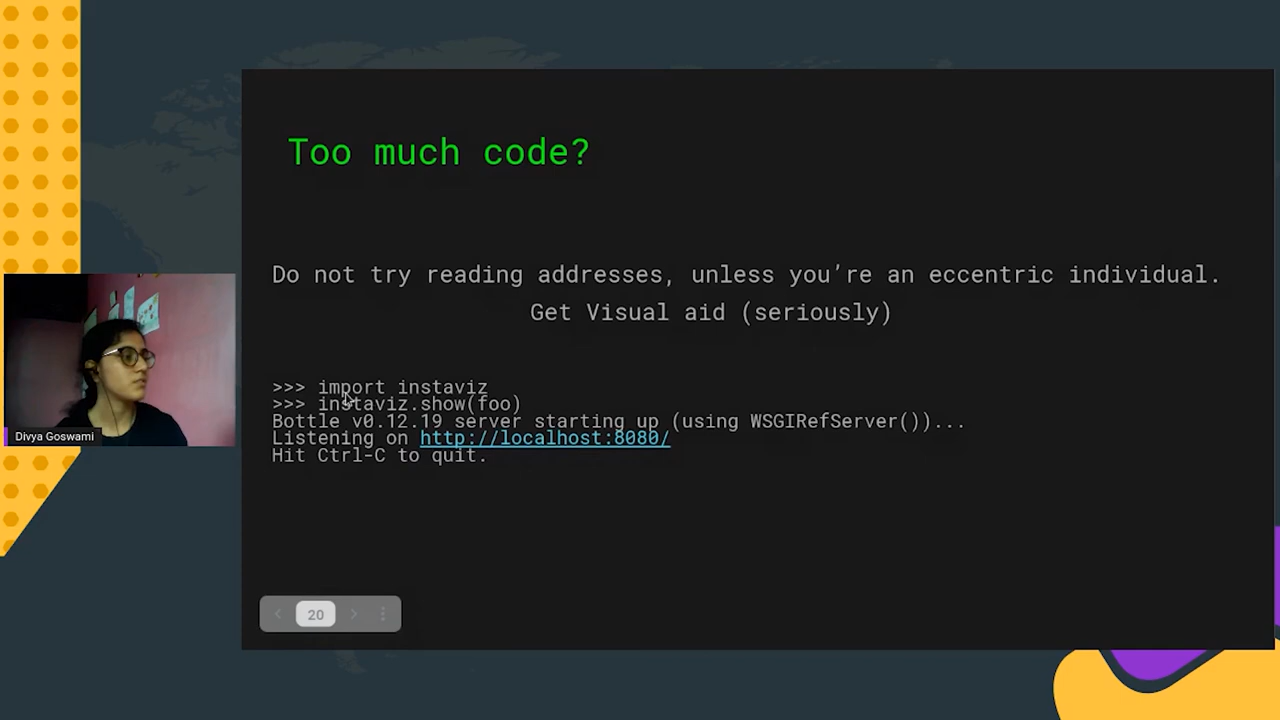 Too much code?
Do not try reading addresses, unless you’re an eccentric individual.
Get Visual aid (seriously)
>>> import instaviz
>>> instaviz.show(foo)
Bottle v0.12.19 server starting up (using WSGIRefServer())...
Listening on http://localhost:8080/
Hit Ctrl-C to quit.
Divya Goswami
20